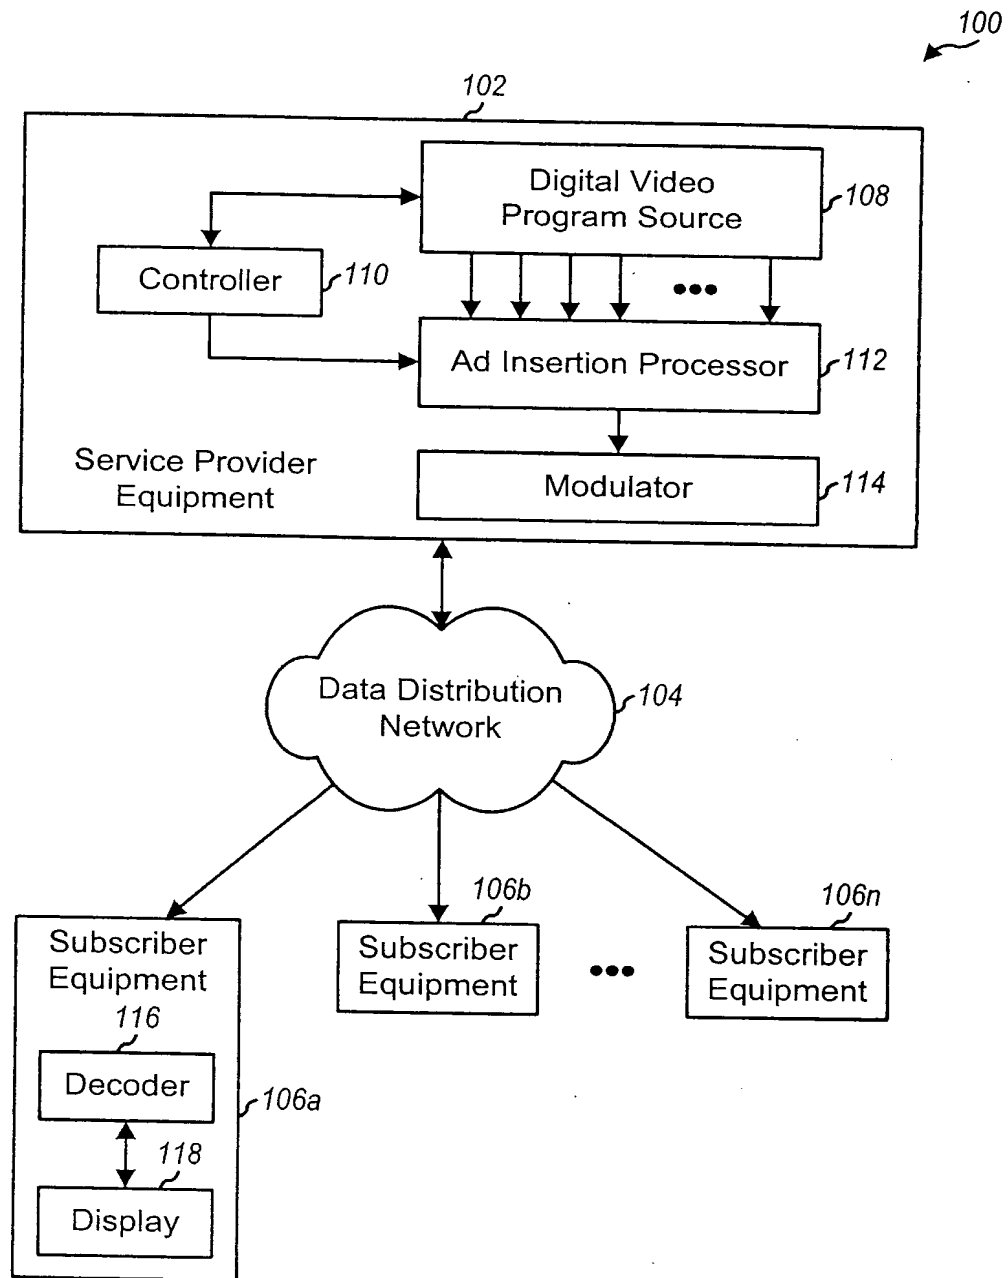 100
102
Digital Video
Program Source
108
Controller
110
Ad Insertion Processor
112
Service Provider
Equipment
Modulator
114
Data Distribution
Network
104
106b
106n
Subscriber
Equipment
Subscriber
Equipment
Subscriber
Equipment
116
Decoder
106a
118
Display